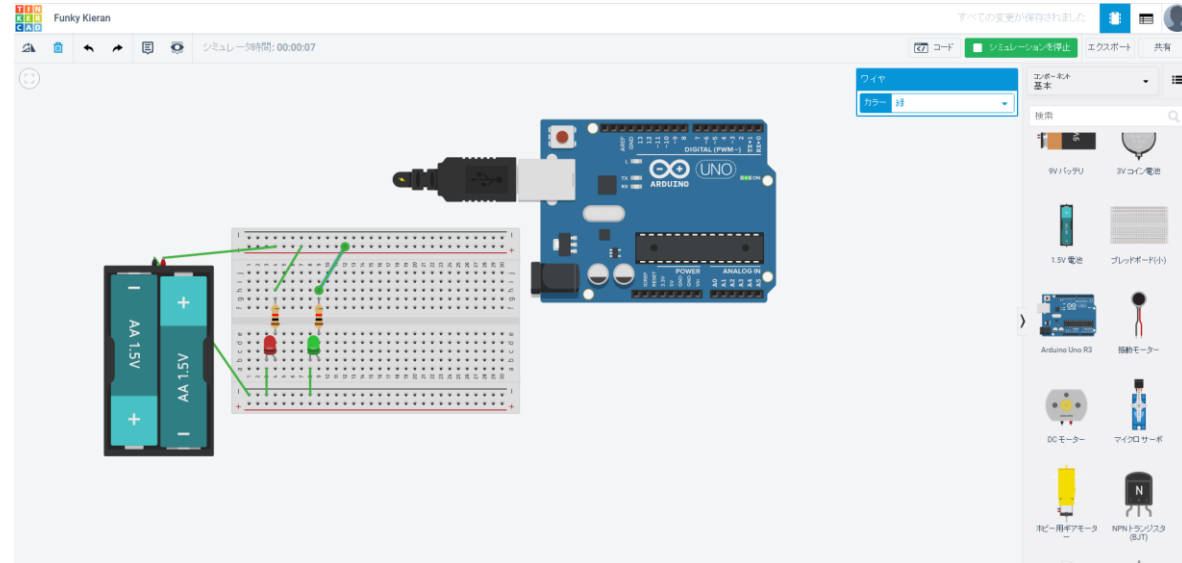 TIN
KER
CAD
Funky Kieran
すべての変更が保存されました
シミュレータ時間: 00:00:07
コード
シミュレーションを停止
エクスポート
共有
ワイヤ
カラー 緑
コンポーネント
基本
検索
9V バッテリ
3V コイン電池
1.5V 電池
ブレッドボード(小)
Arduino Uno R3
振動モーター
DC モーター
マイクロ サーボ
ホビー用ギアモーター
NPN トランジスタ (BJT)
DIGITAL (PWM~)
UNO
ARDUINO
TX
RX
L
ON
POWER
ANALOG IN
AA 1.5V
AA 1.5V
N